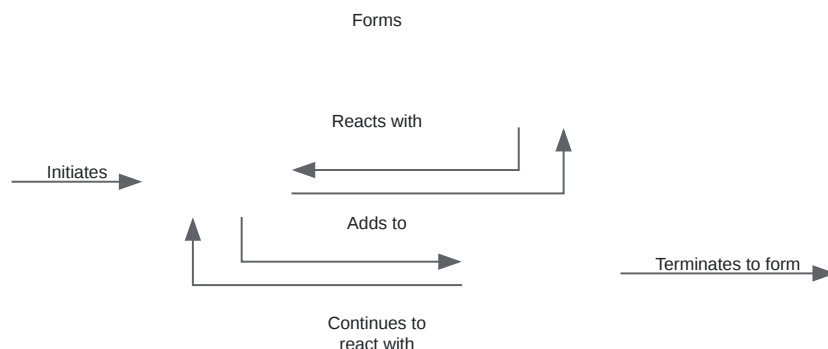 Forms
Reacts with
Initiates
Adds to
Terminates to form
Continues to
react with